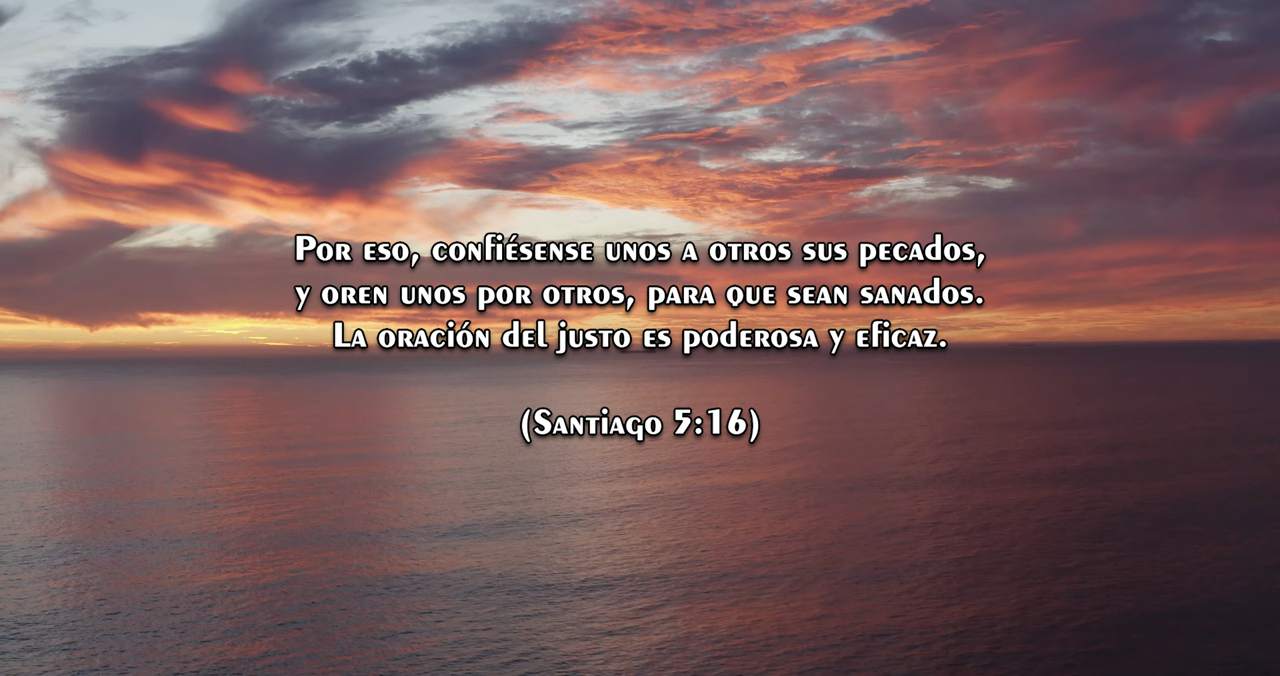 Por eso, confiésense unos a otros sus pecados,
y oren unos por otros, para que sean sanados.
La oración del justo es poderosa y eficaz.
(Santiago 5:16)